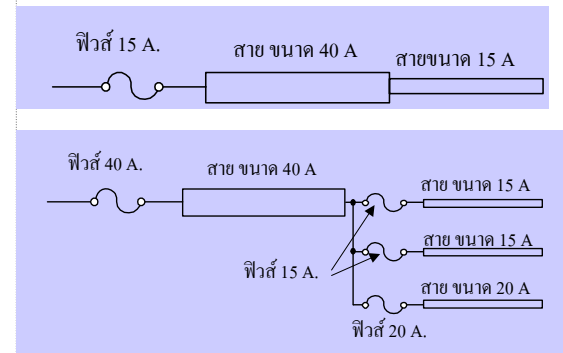 ฟิวส์ 15 A.
สาย ขนาด 40 A
สายขนาด 15 A
ฟิวส์ 40 A.
สาย ขนาด 40 A
สาย ขนาด 15 A
สาย ขนาด 15 A
ฟิวส์ 15 A.
สาย ขนาด 20 A
ฟิวส์ 20 A.